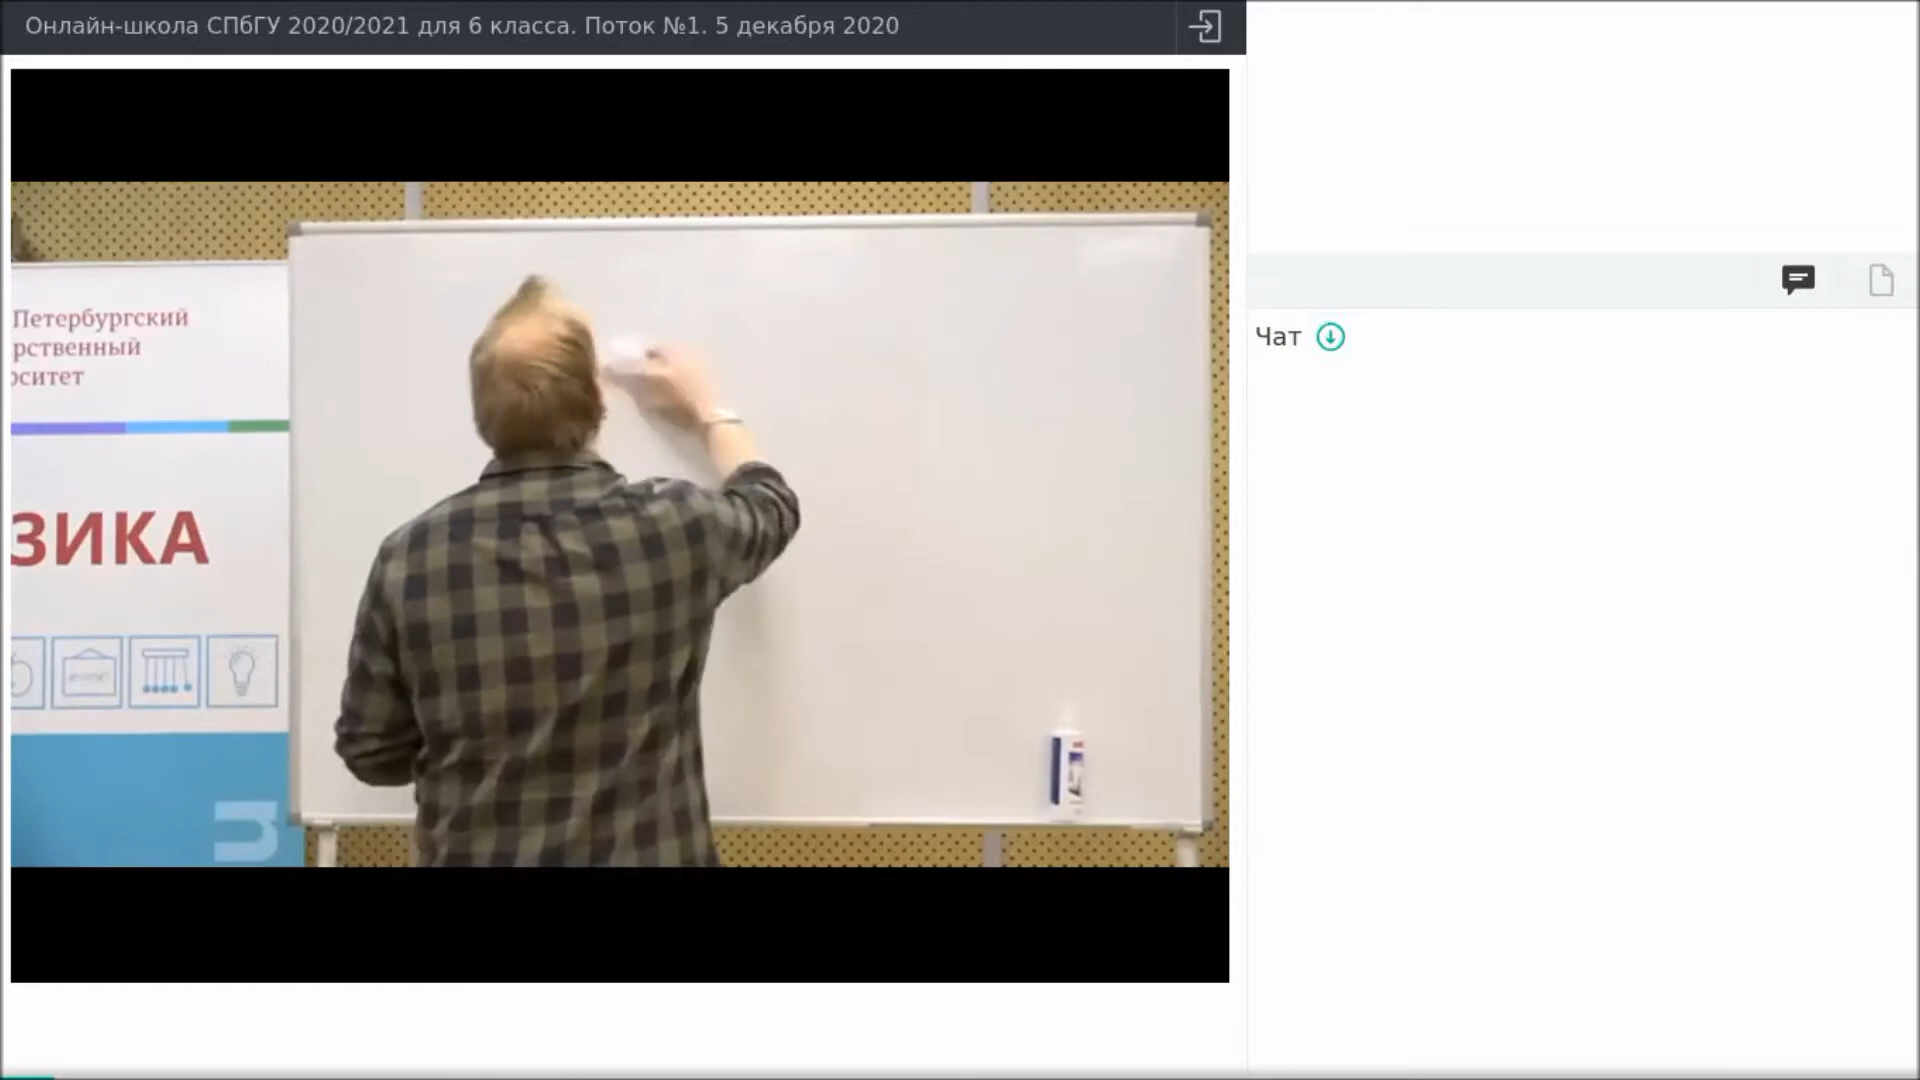 Онлайн-школа СПбГУ 2020/2021 для 6 класса. Поток №1. 5 декабря 2020
Петербургский
рственный
рситет
ЗИКА
Чат